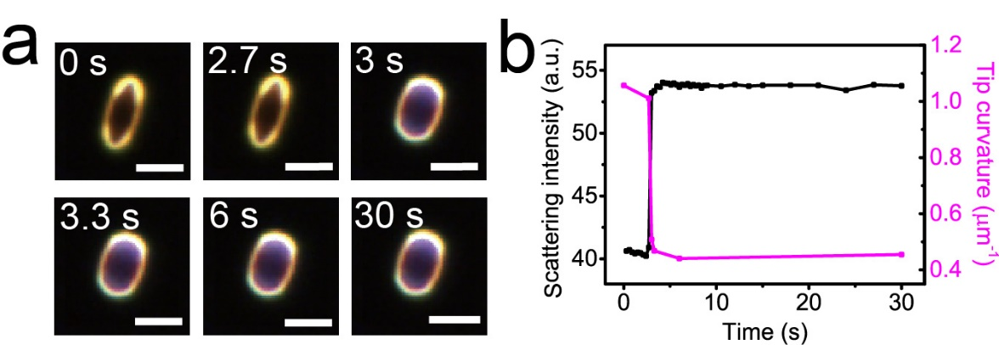 a
0 s
2.7 s
3 s
3.3 s
6 s
30 s
b
Scattering intensity (a.u.)
55
50
45
40
0
10
20
30
Time (s)
1.2
1.0
0.8
0.6
0.4
Tip curvature (μm⁻¹)